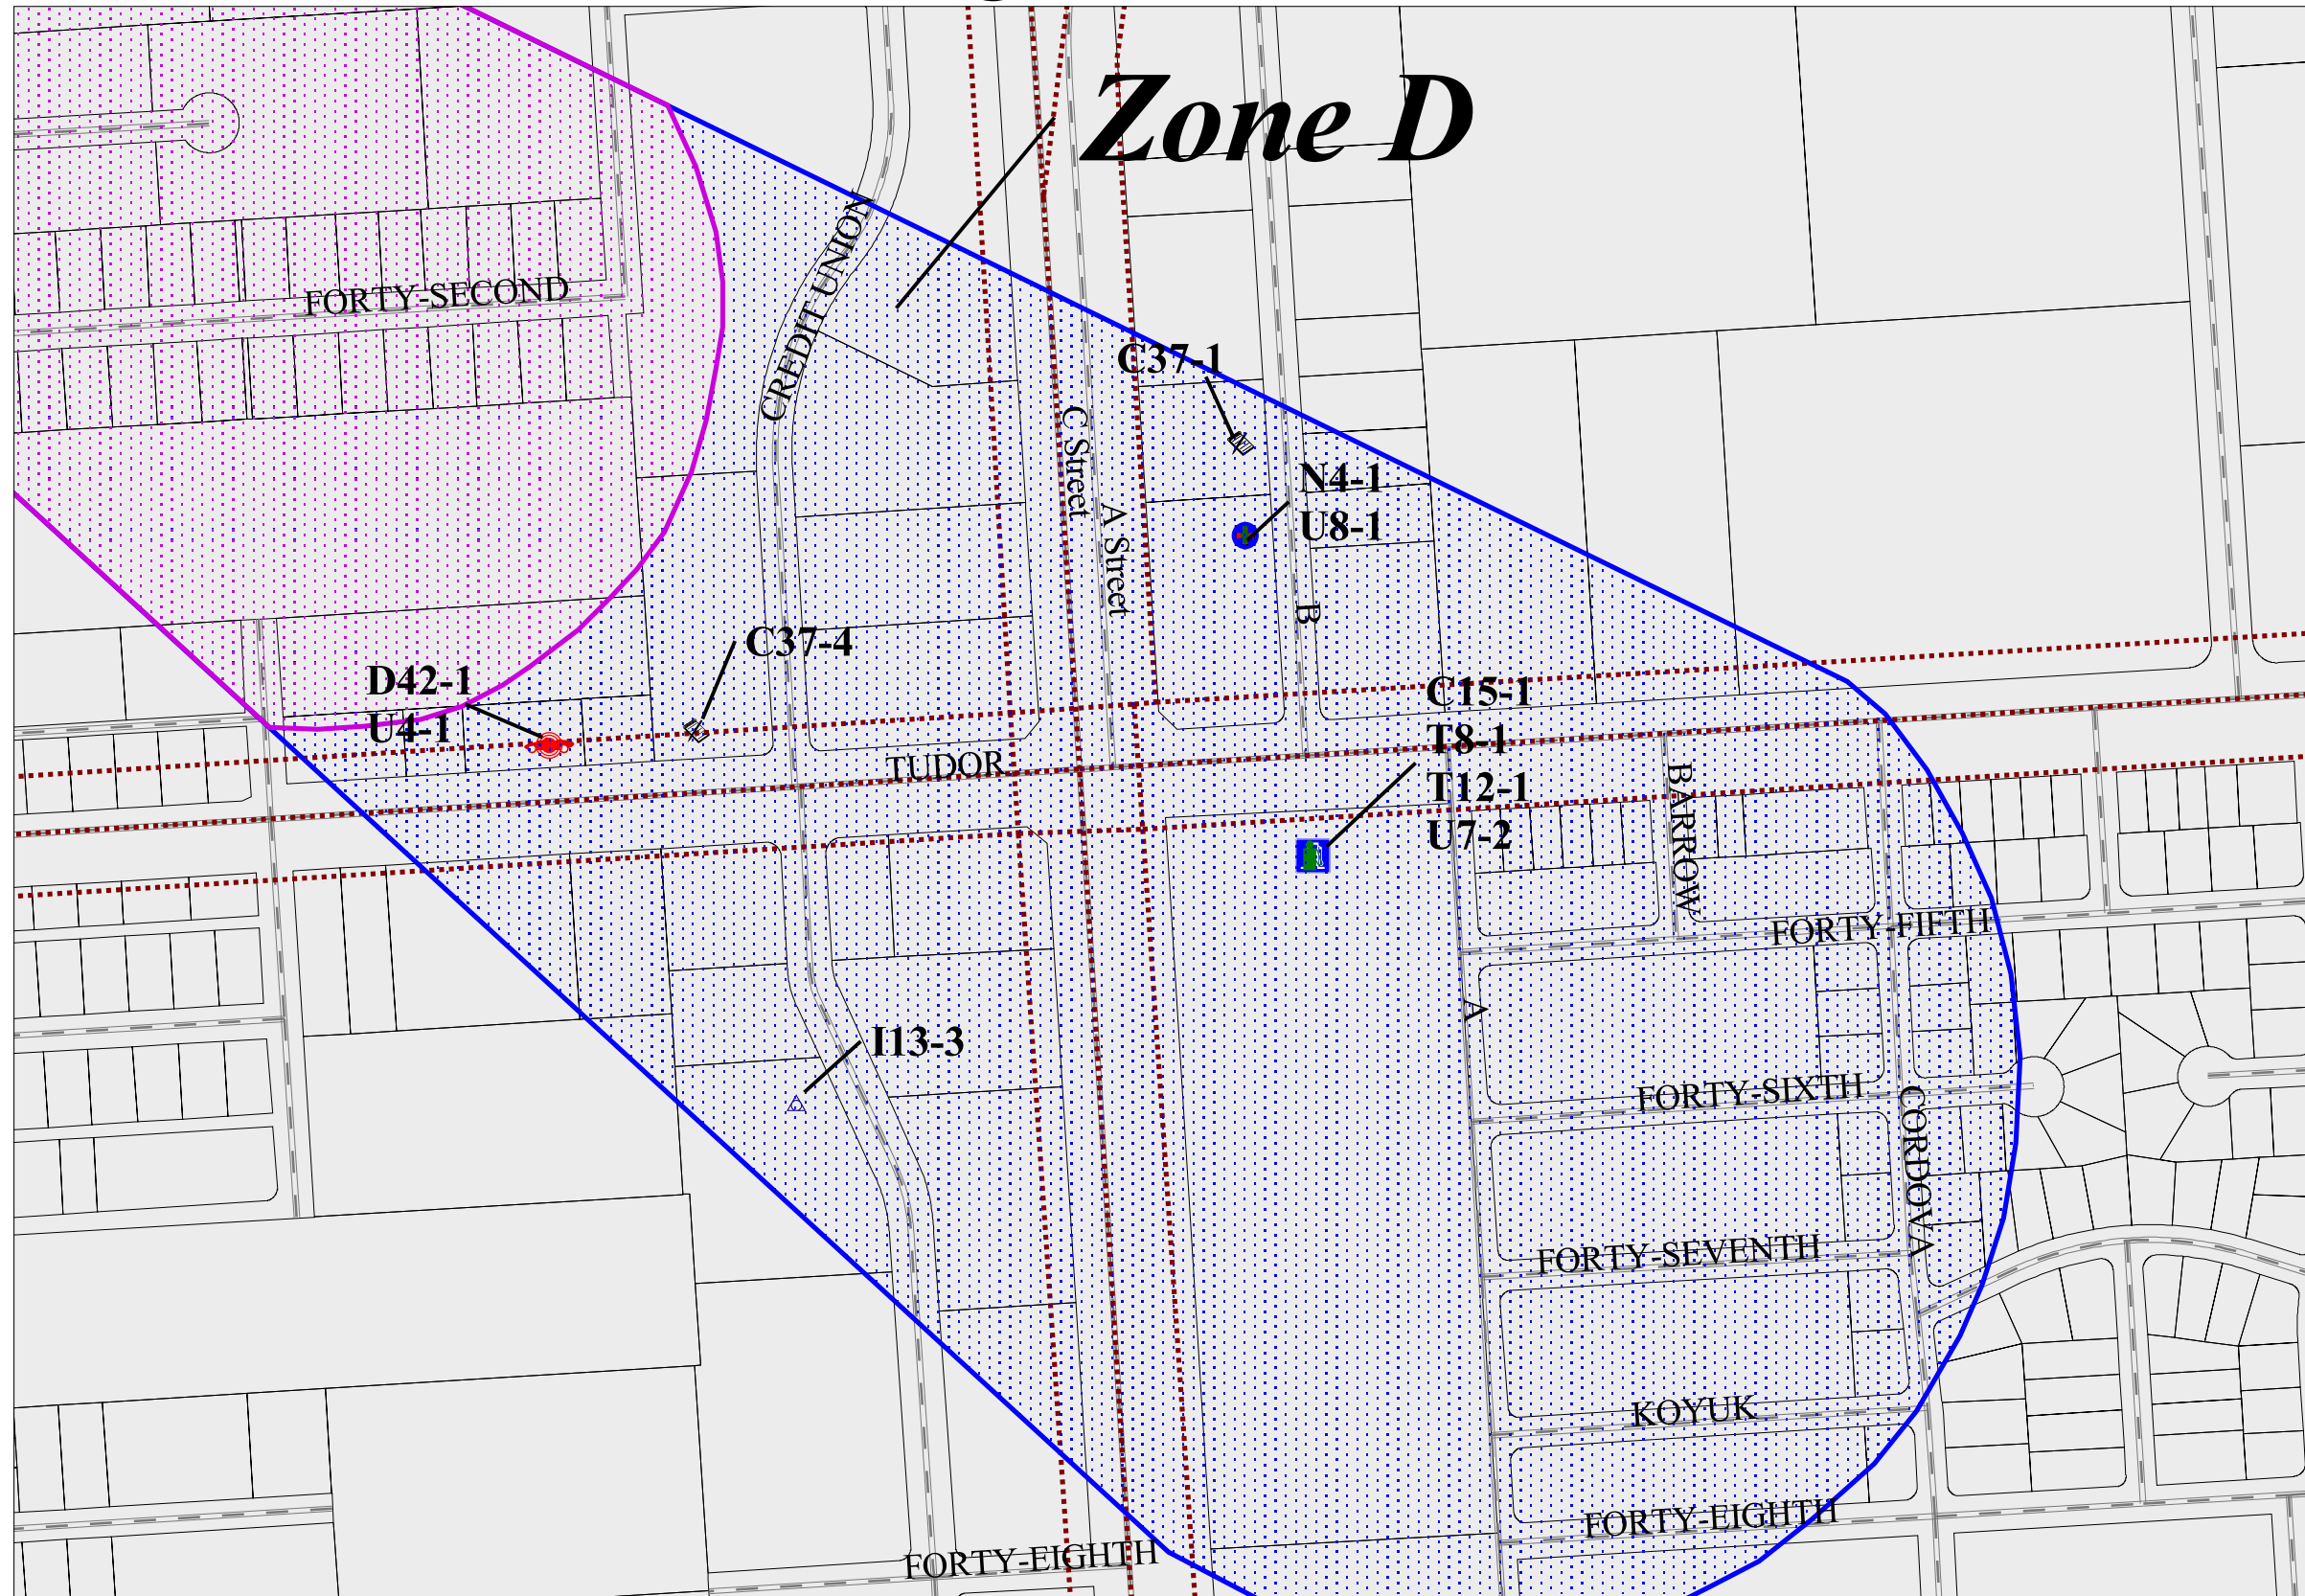 Zone D
CREDIT UNION
FORTY-SECOND
C37-1
C Street
N4-1
U8-1
A Street
B
C37-4
D42-1
U4-1
C15-1
T8-1
T12-1
U7-2
TUDOR
BARROW
FORTY-FIFTH
A
I13-3
FORTY-SIXTH
CORDOVA
FORTY-SEVENTH
KOYUK
FORTY-EIGHTH
FORTY-EIGHTH